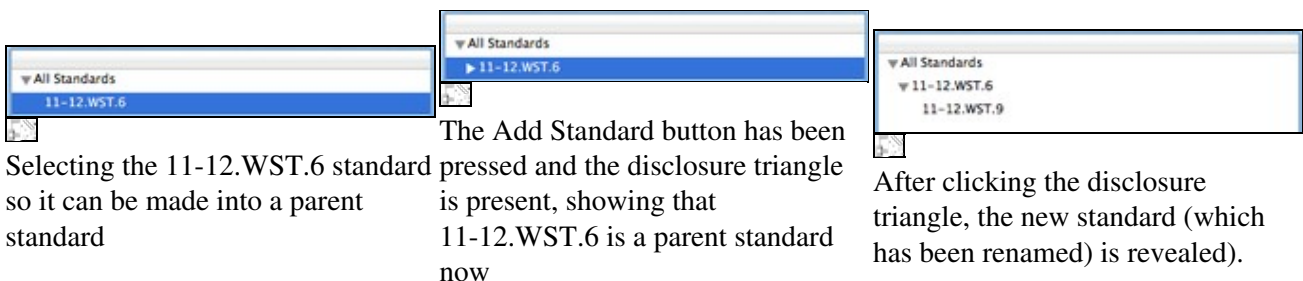 ▼All Standards
11-12.WST.6
Selecting the 11-12.WST.6 standard
so it can be made into a parent
standard
▼All Standards
▶11-12.WST.6
The Add Standard button has been
pressed and the disclosure triangle
is present, showing that
11-12.WST.6 is a parent standard
now
▼All Standards
▼11-12.WST.6
11-12.WST.9
After clicking the disclosure
triangle, the new standard (which
has been renamed) is revealed).